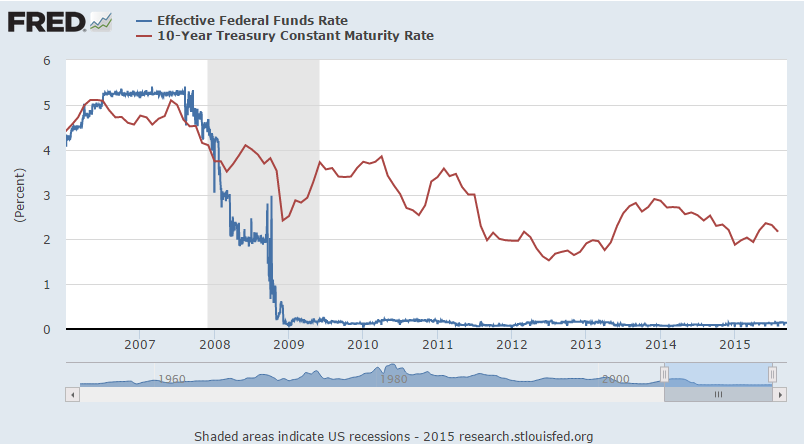 FRED
Effective Federal Funds Rate
10-Year Treasury Constant Maturity Rate
6
5
4
3
2
1
0
(Percent)
2007 2008 2009 2010 2011 2012 2013 2014 2015
1960 1980 2000
Shaded areas indicate US recessions - 2015 research.stlouisfed.org